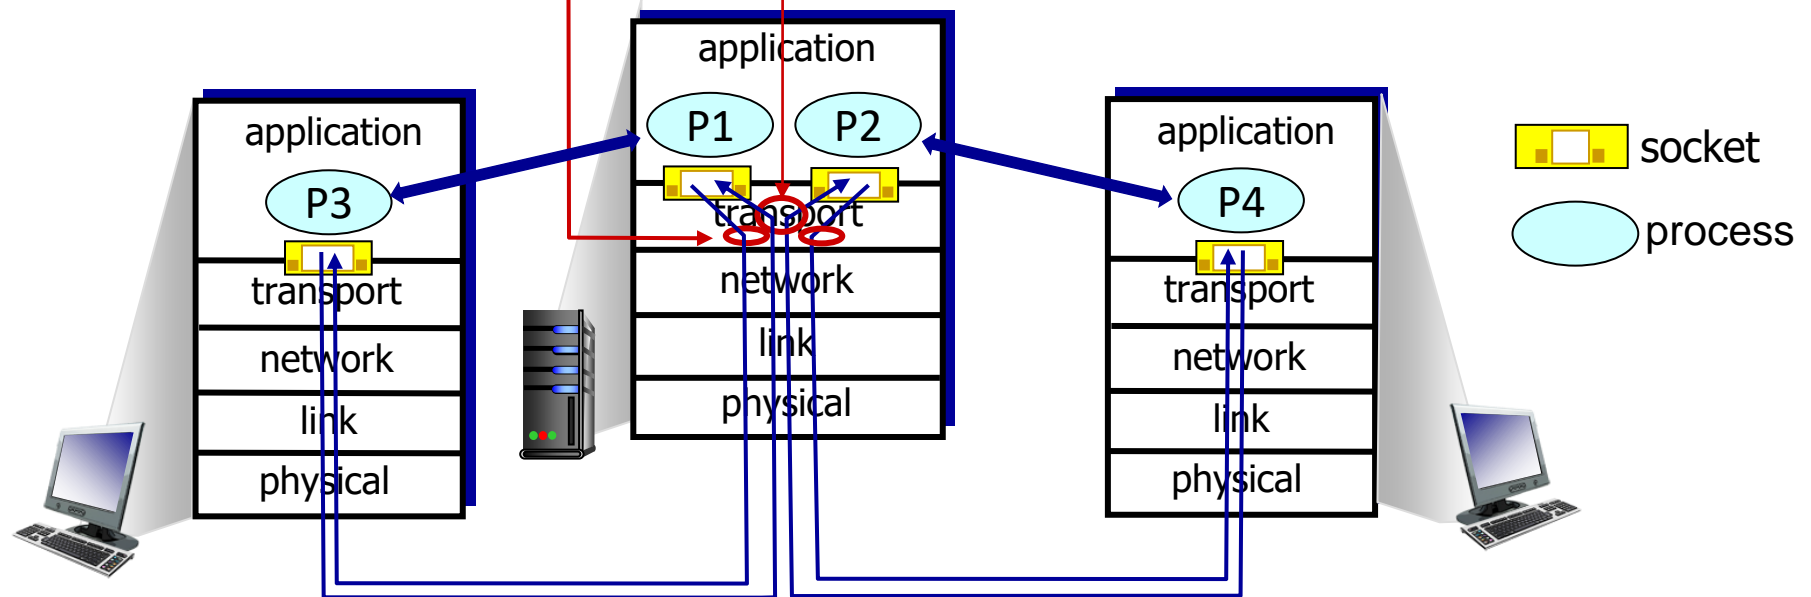 application
P3
transport
network
link
physical
application
P1
P2
transport
network
link
physical
application
P4
transport
network
link
physical
socket
process